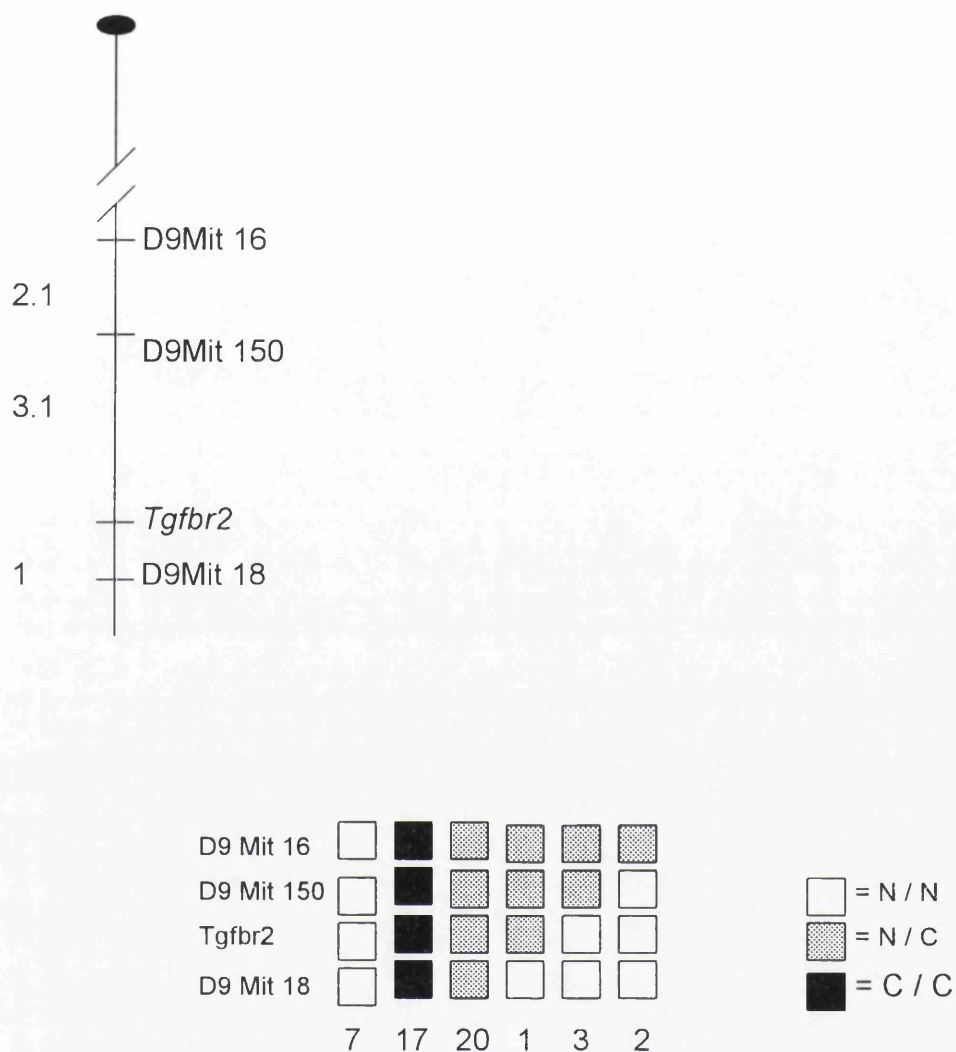 D9Mit 16
2.1
D9Mit 150
3.1
Tgfbr2
1
D9Mit 18
D9 Mit 16
D9 Mit 150
Tgfbr2
D9 Mit 18
7 17 20 1 3 2
= N / N
= N / C
= C / C